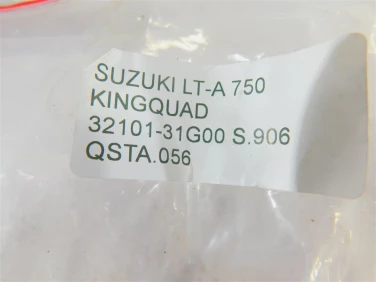 SUZUKI LT-A 750
KINGQUAD
32101-31G00 S.906
QSTA.056